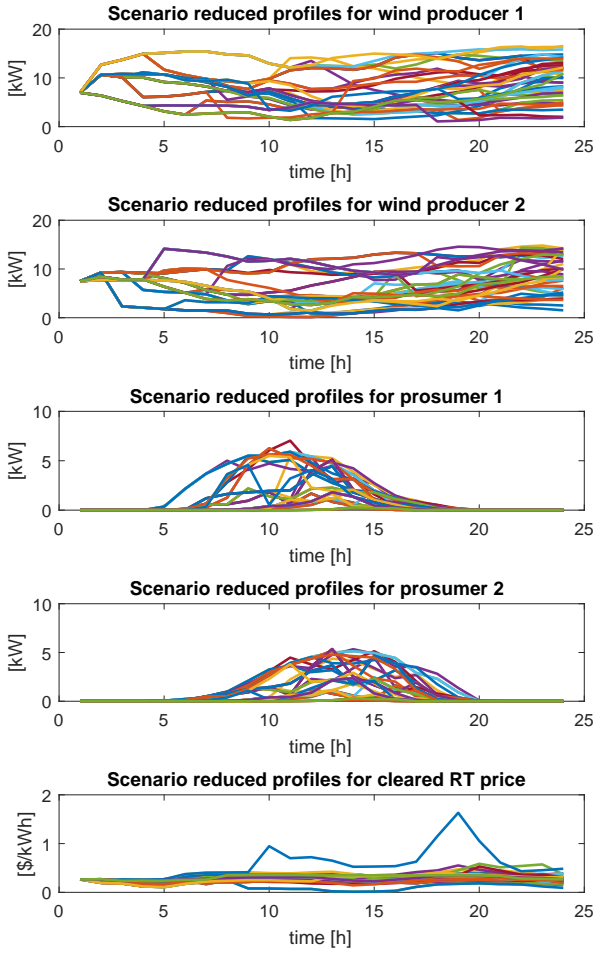 Scenario reduced profiles for wind producer 1
20
10
0
[kW]
0 5 10 15 20 25
time [h]
Scenario reduced profiles for wind producer 2
20
10
0
[kW]
0 5 10 15 20 25
time [h]
Scenario reduced profiles for prosumer 1
10
5
0
[kW]
0 5 10 15 20 25
time [h]
Scenario reduced profiles for prosumer 2
10
5
0
[kW]
0 5 10 15 20 25
time [h]
Scenario reduced profiles for cleared RT price
2
1
0
[$/kWh]
0 5 10 15 20 25
time [h]